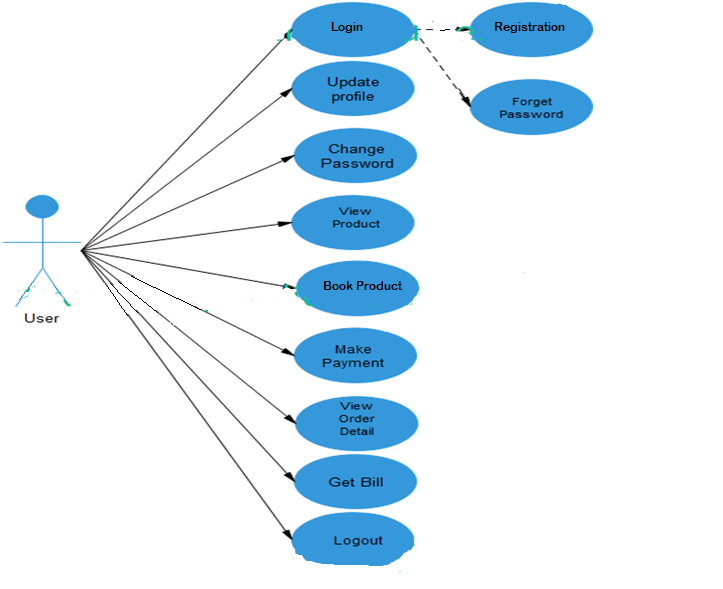 Login
Registration
Update
profile
Forget
Password
Change
Password
View
Product
Book Product
User
Make
Payment
View
Order
Detail
Get Bill
Logout